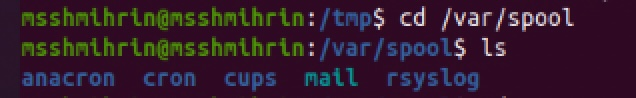 msshmihrin@msshmihrin:/tmp$ cd /var/spool
msshmihrin@msshmihrin:/var/spool$ ls
anacron cron cups mail rsyslog